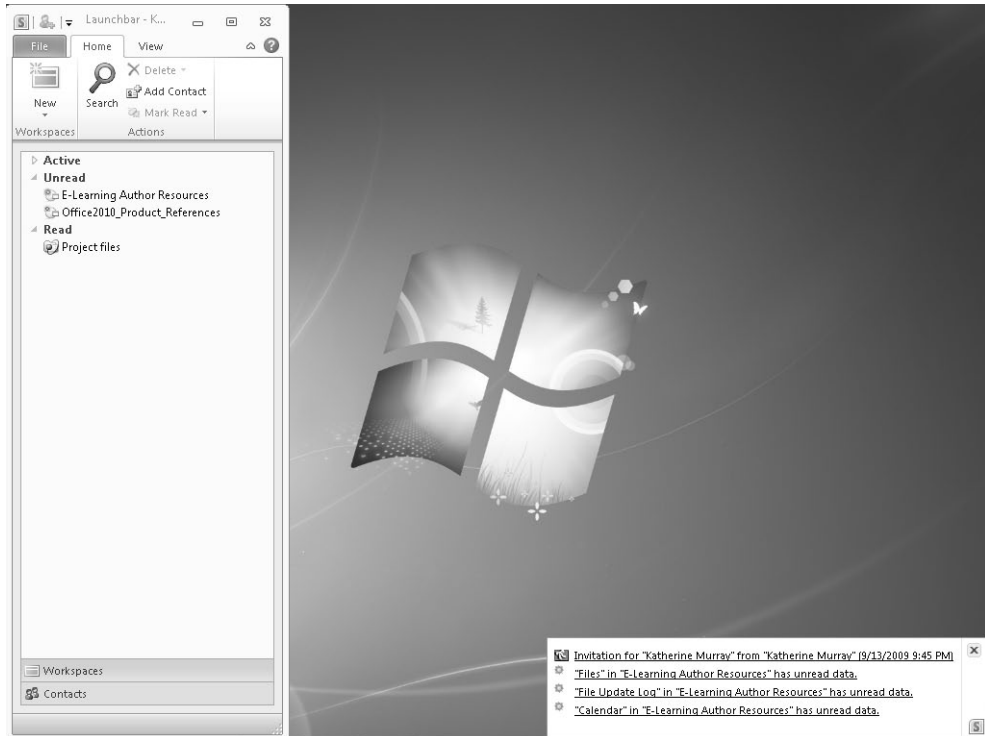 Launchbar - K...
File Home View
New
Search
Delete
Add Contact
Mark Read
Workspaces Actions
Active
Unread
E-Learning Author Resources
Office2010_Product_References
Read
Project files
Workspaces
Contacts
Invitation for "Katherine Murray" from "Katherine Murray" (9/13/2009 9:45 PM)
"Files" in "E-Learning Author Resources" has unread data.
"File Update Log" in "E-Learning Author Resources" has unread data.
"Calendar" in "E-Learning Author Resources" has unread data.